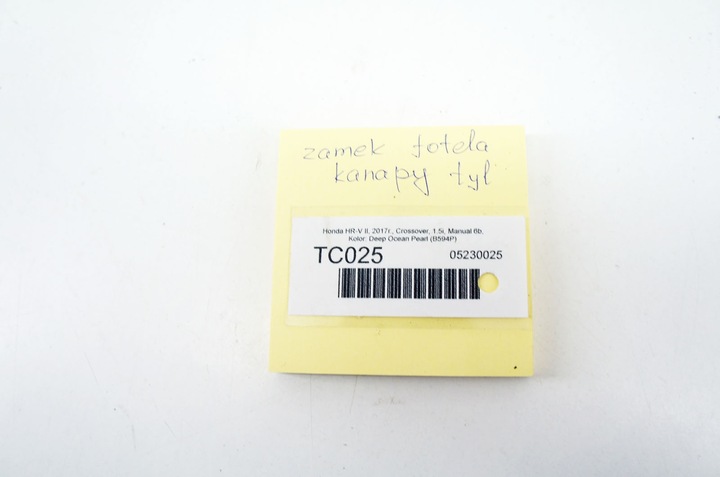 zamek fotela
kanapy tył
Honda HR-V II, 2017r., Crossover, 1.5i, Manual 6b,
Kolor: Deep Ocean Pearl (B594P)
TC025 05230025